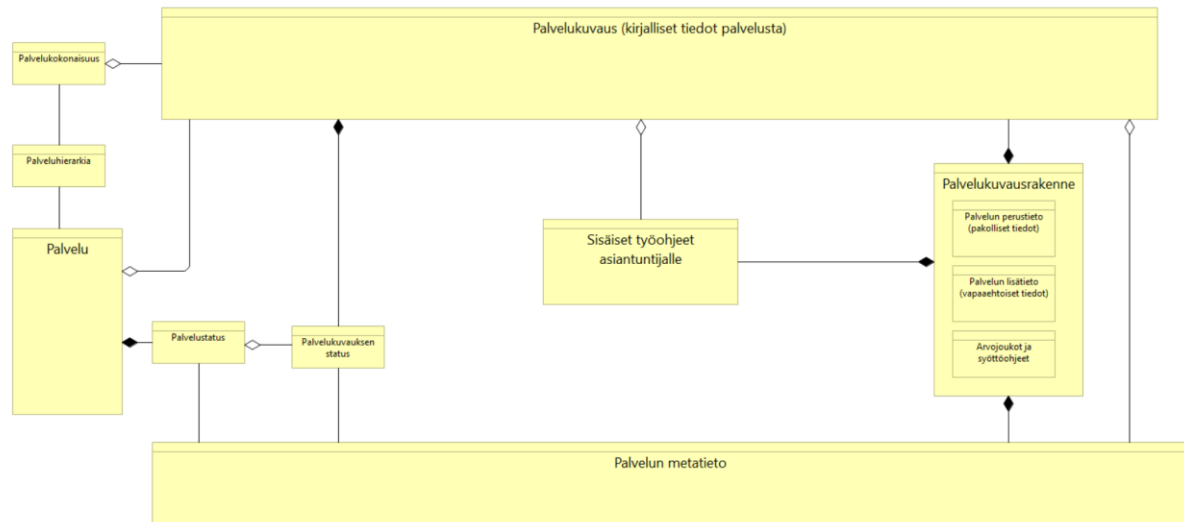 Palvelukuvaus (kirjalliset tiedot palvelusta)
Palvelukokonaisuus
Palveluhierarkia
Palvelu
Palvelustatus
Palvelukuvauksen
status
Sisäiset työohjeet
asiantuntijalle
Palvelukuvausrakenne
Palvelun perustieto
(pakolliset tiedot)
Palvelun lisätieto
(vapaaehtoiset tiedot)
Arvojoukot ja
syöttöohjeet
Palvelun metatieto